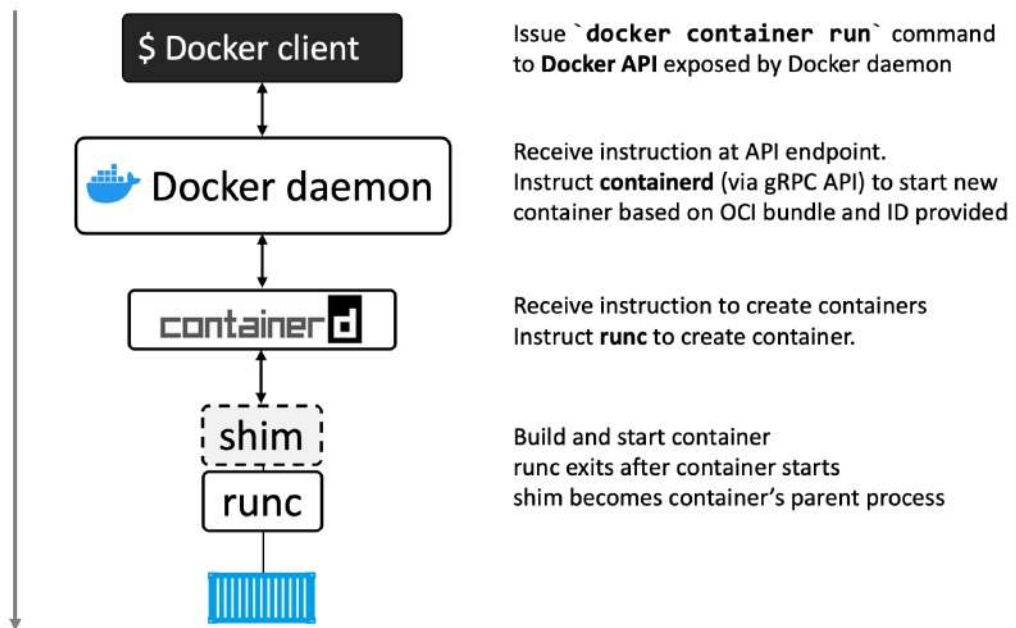 $ Docker client
Issue `docker container run` command
to Docker API exposed by Docker daemon
Docker daemon
Receive instruction at API endpoint.
Instruct containerd (via gRPC API) to start new
container based on OCI bundle and ID provided
containerd
Receive instruction to create containers
Instruct runc to create container.
shim
runc
Build and start container
runc exits after container starts
shim becomes container’s parent process